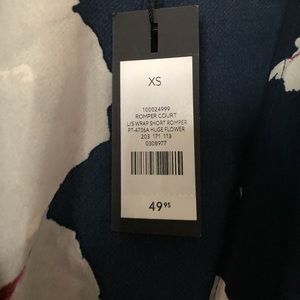 XS
100024999
ROMPER COURT
L/S WRAP SHORT ROMPER
PT-4706A HUGE FLOWER
203 171 113
0308977
49.95